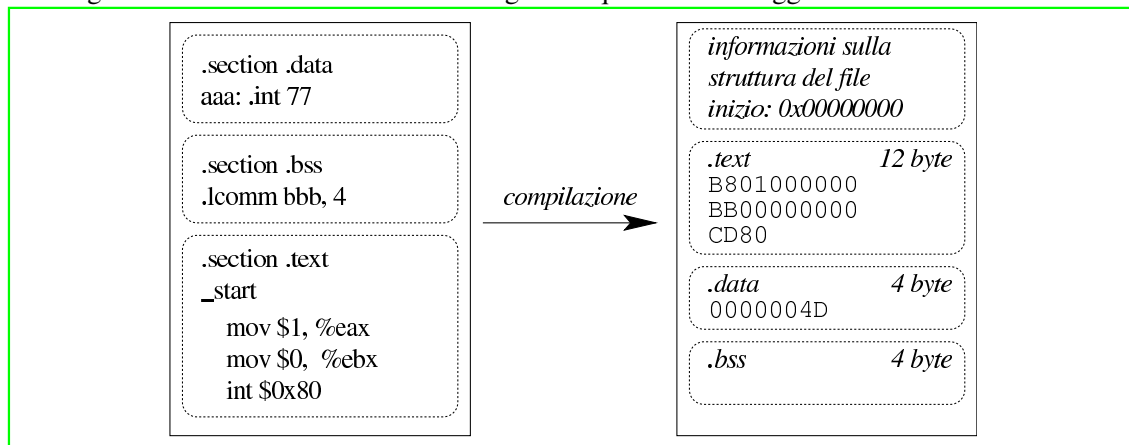 .section .data
aaa: .int 77
.section .bss
.lcomm bbb, 4
.section .text
_start
mov $1, %eax
mov $0, %ebx
int $0x80
compilazione
informazioni sulla
struttura del file
inizio: 0x00000000
.text 12 byte
B801000000
BB00000000
CD80
.data 4 byte
0000004D
.bss 4 byte